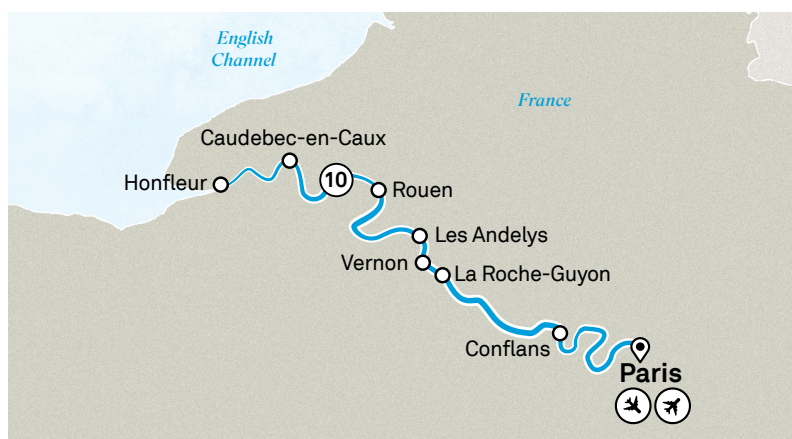 English
Channel
France
Caudebec-en-Caux
Honfleur
10
Rouen
Les Andelys
Vernon
La Roche-Guyon
Conflans
Paris